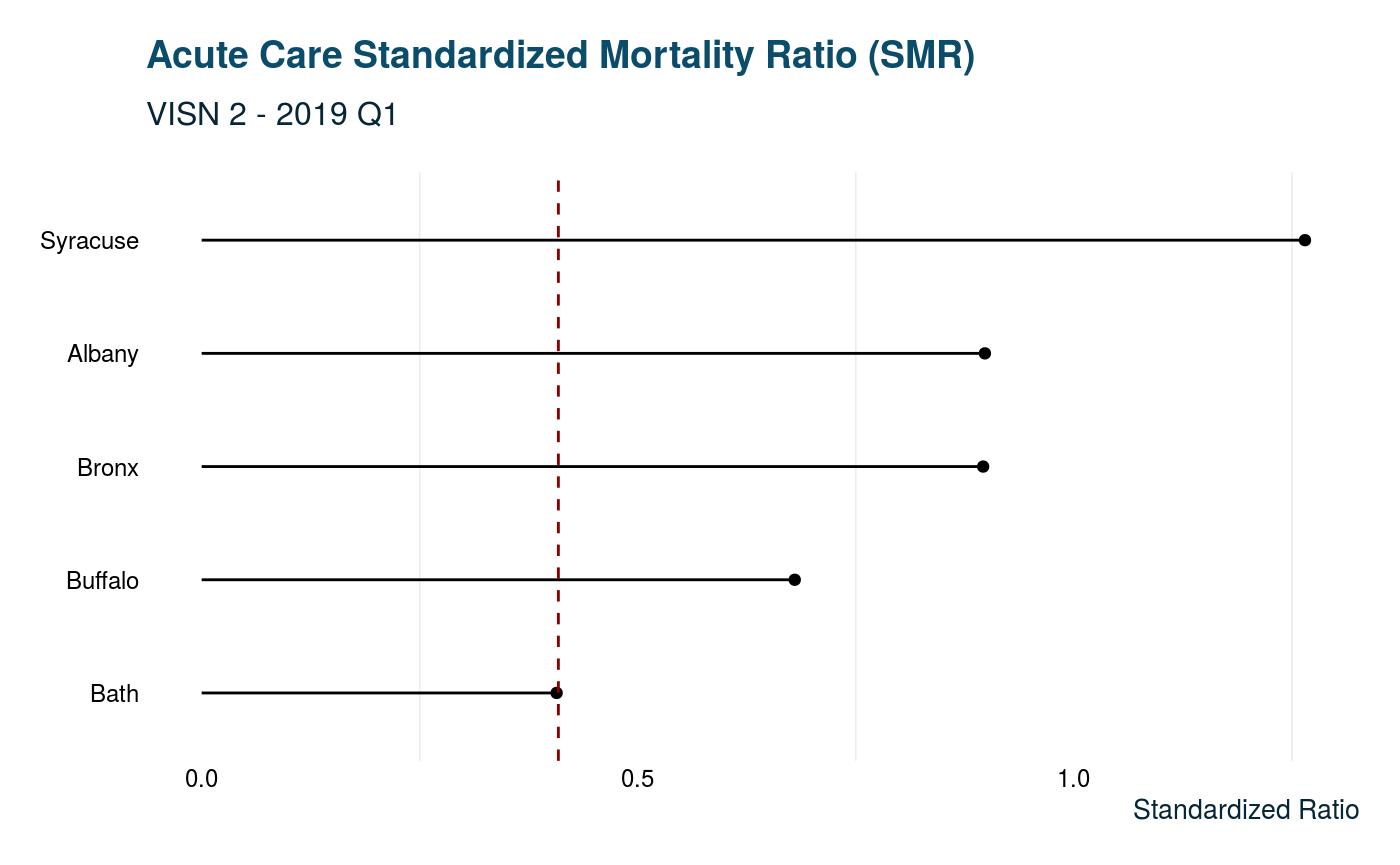 Acute Care Standardized Mortality Ratio (SMR)
VISN 2 - 2019 Q1
Syracuse
Albany
Bronx
Buffalo
Bath
0.0 0.5 1.0
Standardized Ratio